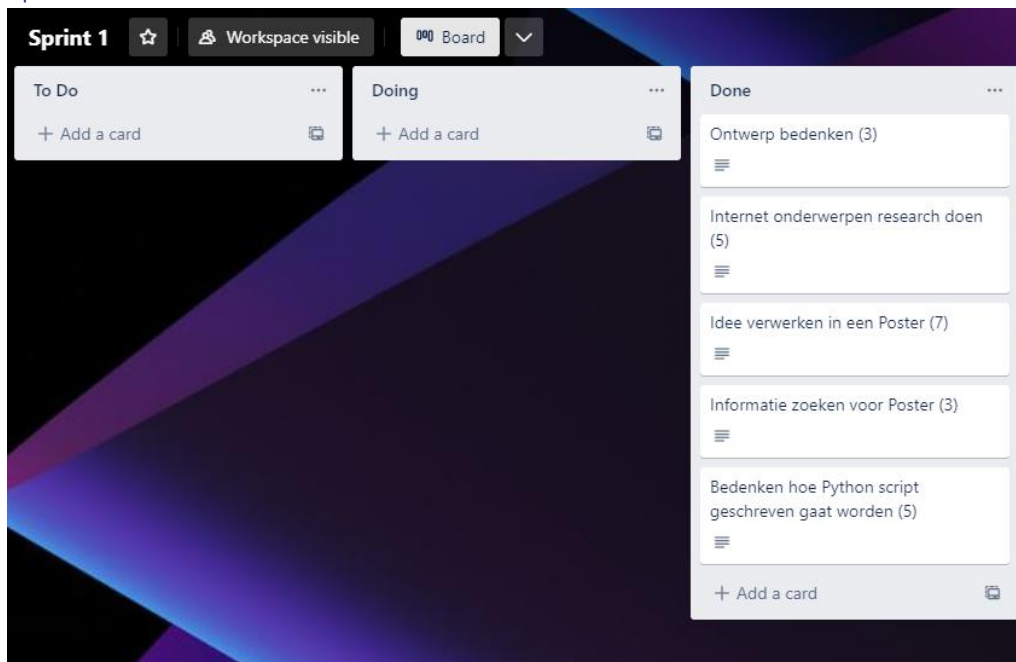 Sprint 1
Workspace visible
Board
To Do
Add a card
Doing
Add a card
Done
Ontwerp bedenken (3)
Internet onderwerpen research doen
(5)
Idee verwerken in een Poster (7)
Informatie zoeken voor Poster (3)
Bedenken hoe Python script
geschreven gaat worden (5)
Add a card